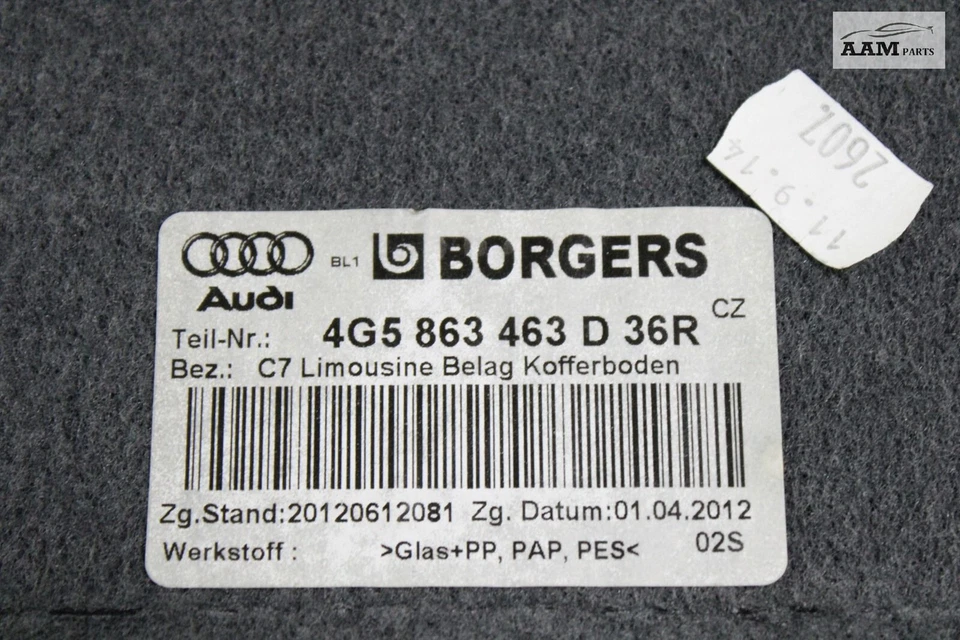 AAM PARTS
2607
11.9.14
Audi
BL1 BORGERS
CZ
Teil-Nr.: 4G5 863 463 D 36R
Bez.: C7 Limousine Belag Kofferboden
Zg.Stand:20120612081 Zg. Datum:01.04.2012
Werkstoff : >Glas+PP, PAP, PES< 02S